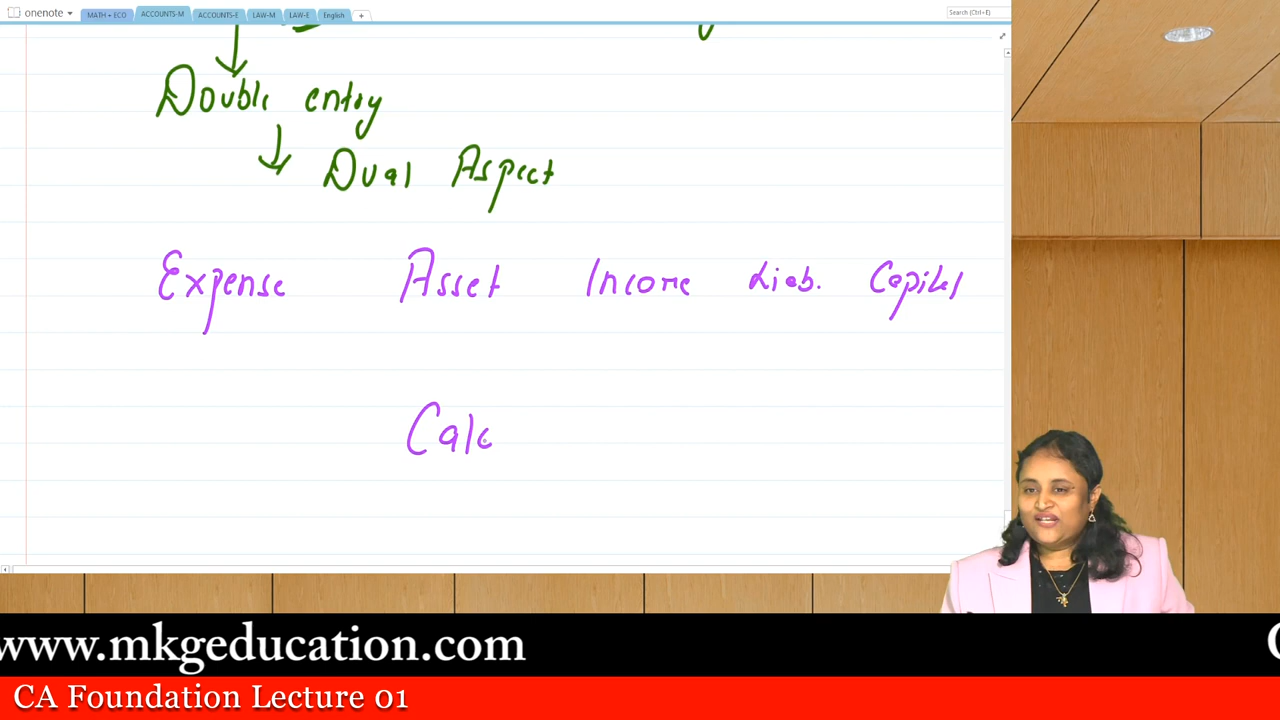 onenote MATH + ECO ACCOUNTS-M ACCOUNTS-E LAW-M LAW-E English + Search (Ctrl+E)
Double entry
Dual Aspect
Expense Asset Income Liab. Capital
Calc
www.mkgeducation.com
CA Foundation Lecture 01